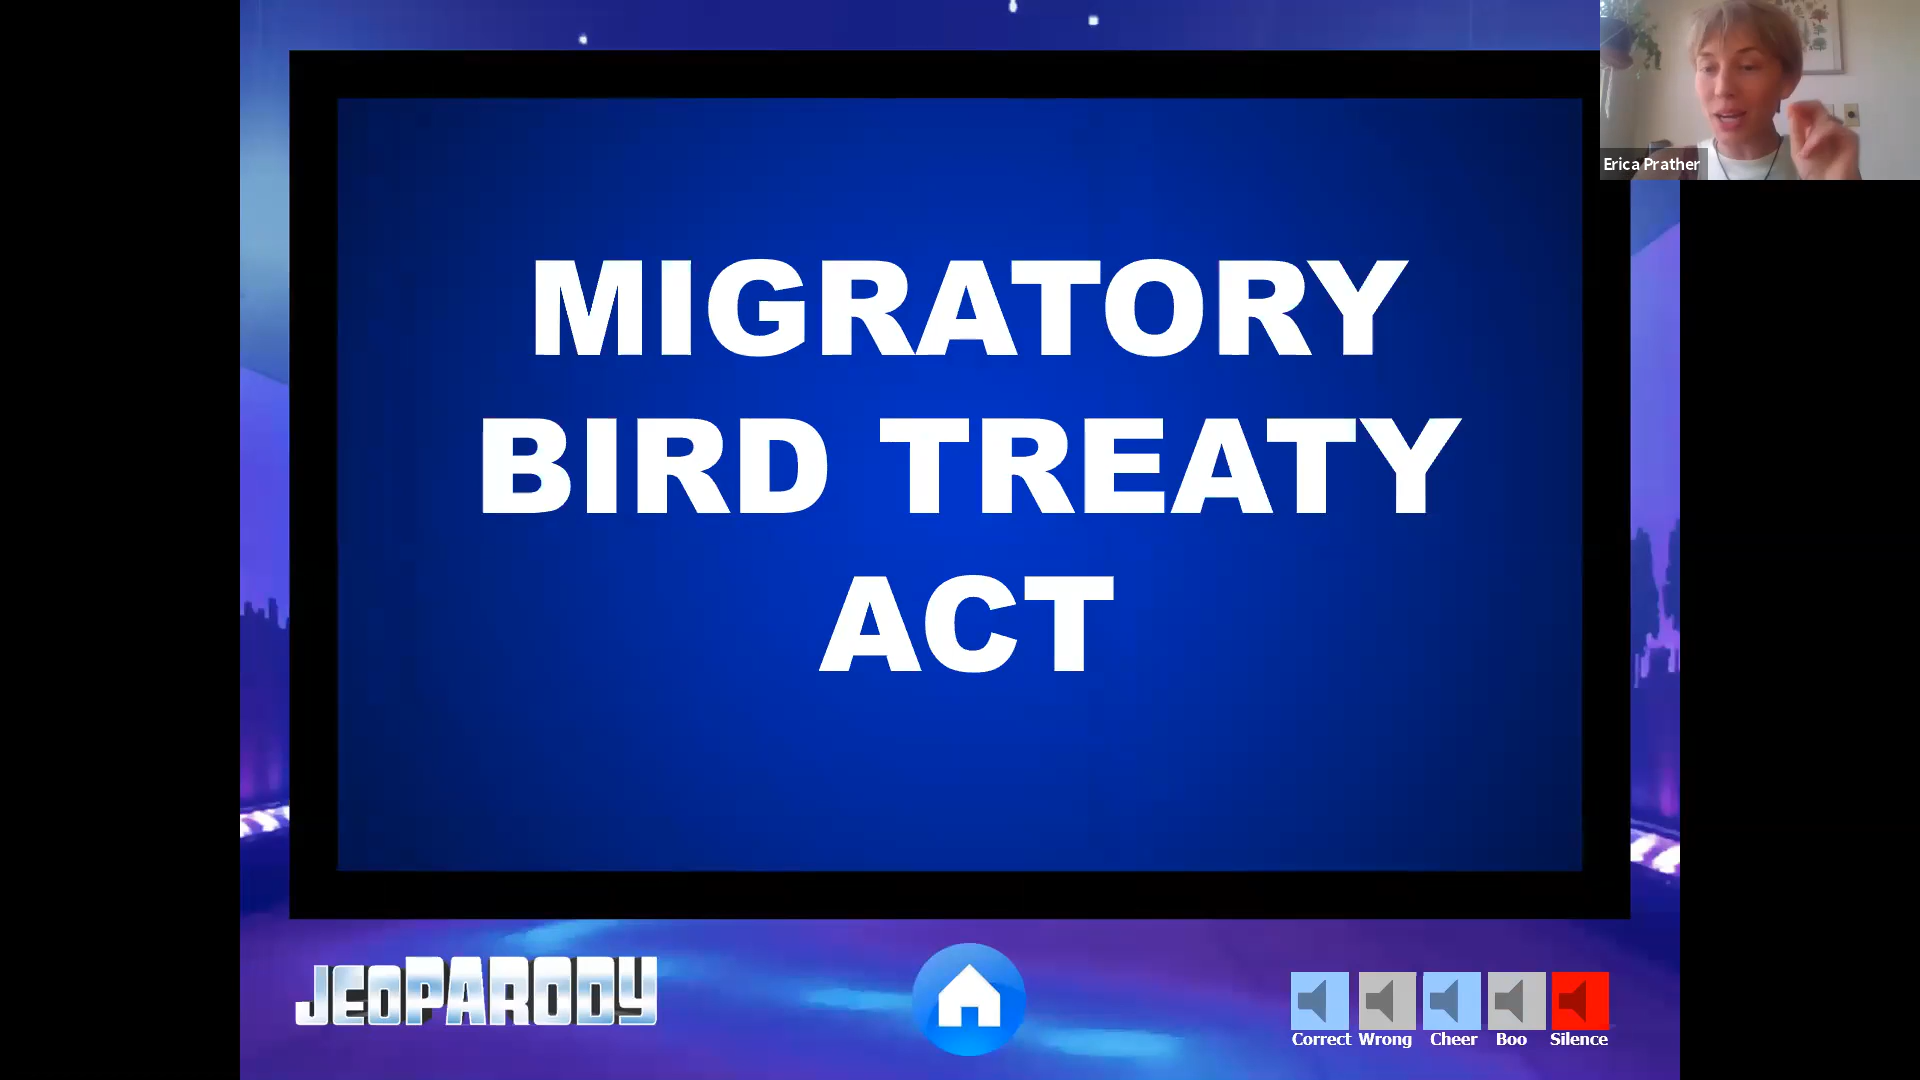 MIGRATORY
BIRD TREATY
ACT
Erica Prather
JEOPARODY
Correct Wrong Cheer Boo Silence